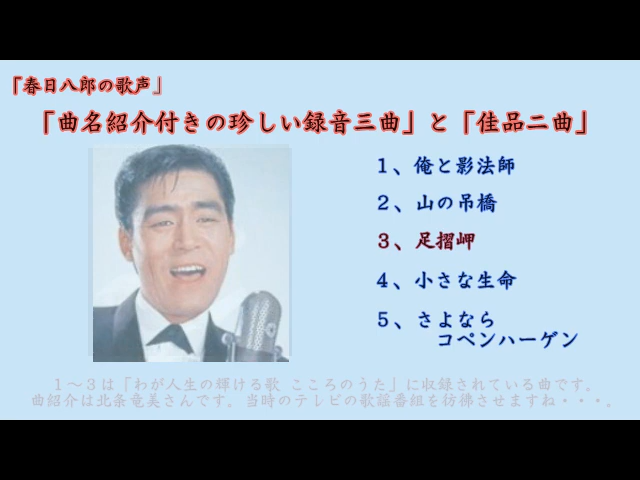 「春日八郎の歌声」
「曲名紹介付きの珍しい録音三曲」と「佳品二曲」
１、俺と影法師
２、山の吊橋
３、足摺岬
４、小さな生命
５、さよなら
コペンハーゲン
１～３は「わが人生の輝ける歌 こころのうた」に収録されている曲です。
曲紹介は北条竜美さんです。当時のテレビの歌謡番組を彷彿させますね・・・。